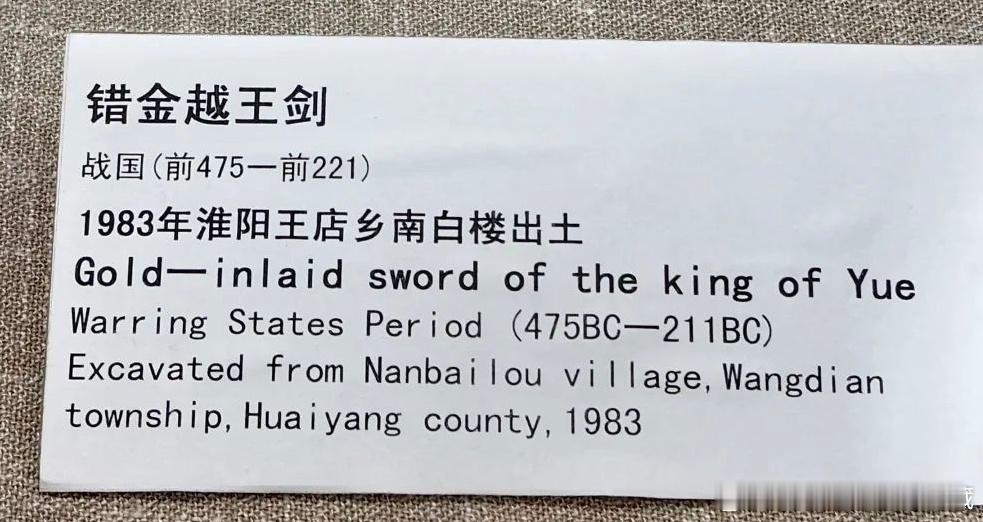 错金越王剑
战国(前475—前221)
1983年淮阳王店乡南白楼出土
Gold—inlaid sword of the king of Yue
Warring States Period (475BC—211BC)
Excavated from Nanbailou village,Wangdian
township,Huaiyang county,1983